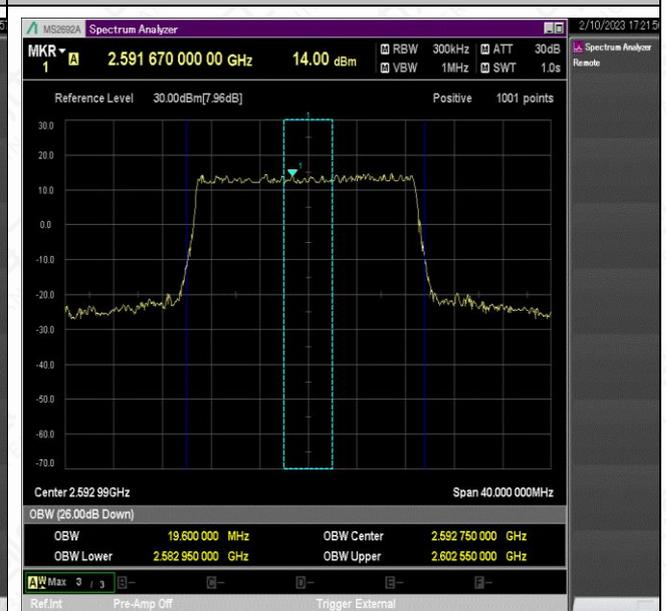 MS2692A Spectrum Analyzer
2/10/2023 17:21:5
MKR 1 A 2.591 670 000 00 GHz 14.00 dBm
M RBW 300kHz M ATT 30dB
M VBW 1MHz M SWT 1.0s
Spectrum Analyzer
Remote
Reference Level 30.00dBm[7.96dB] Positive 1001 points
30.0
20.0
10.0
0.0
-10.0
-20.0
-30.0
-40.0
-50.0
-60.0
-70.0
1
1
Center 2.592 99GHz Span 40.000 000MHz
OBW (26.00dB Down)
OBW 19.600 000 MHz OBW Center 2.592 750 000 GHz
OBW Lower 2.582 950 000 GHz OBW Upper 2.602 550 000 GHz
A W Max 3 / 3 B- C- D- E- F-
Ref.Int Pre-Amp Off Trigger External